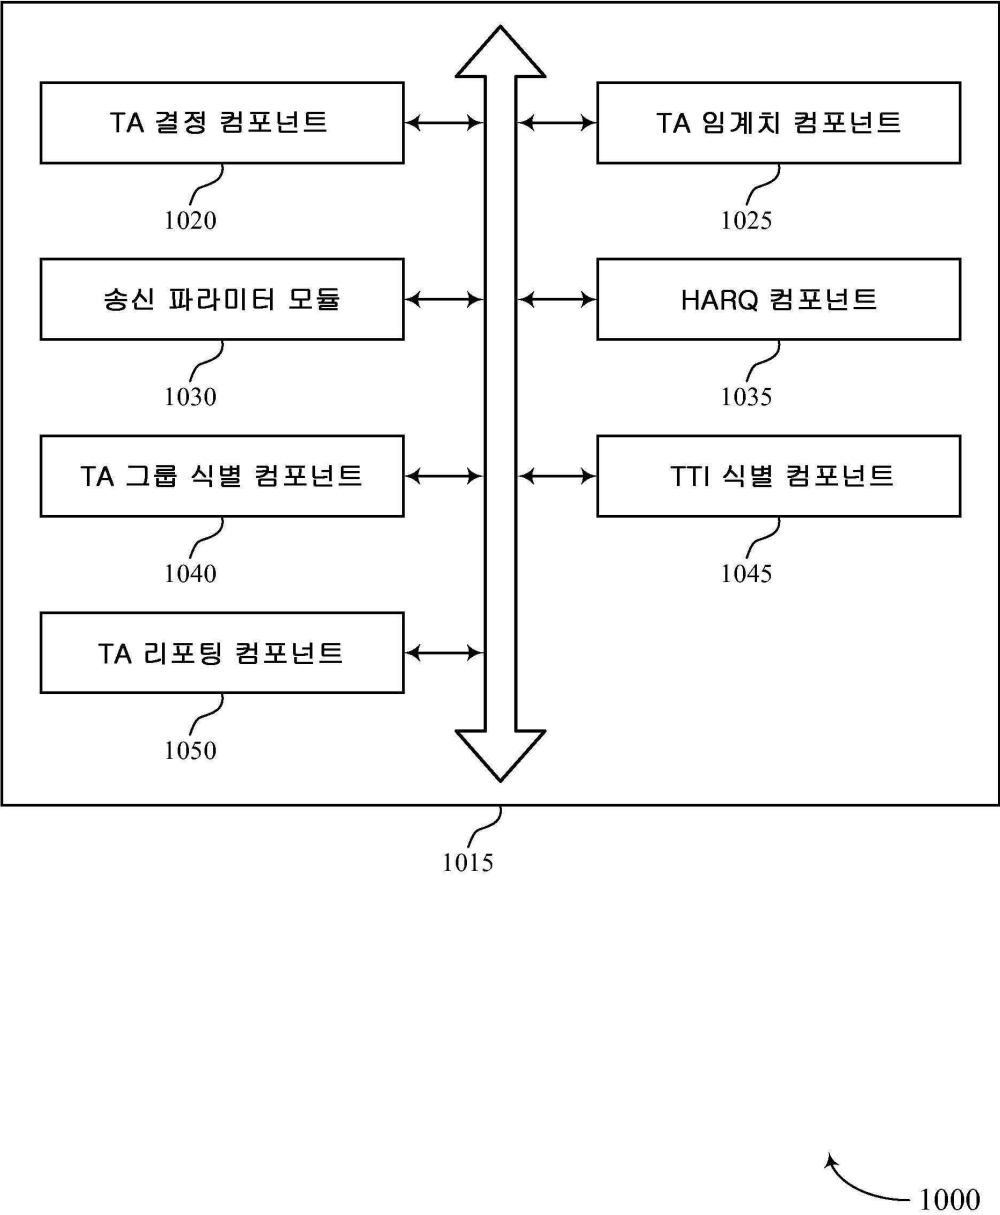 TA 결정 컴포넌트
TA 임계치 컴포넌트
1020
1025
송신 파라미터 모듈
HARQ 컴포넌트
1030
1035
TA 그룹 식별 컴포넌트
TTI 식별 컴포넌트
1040
1045
TA 리포팅 컴포넌트
1050
1015
1000